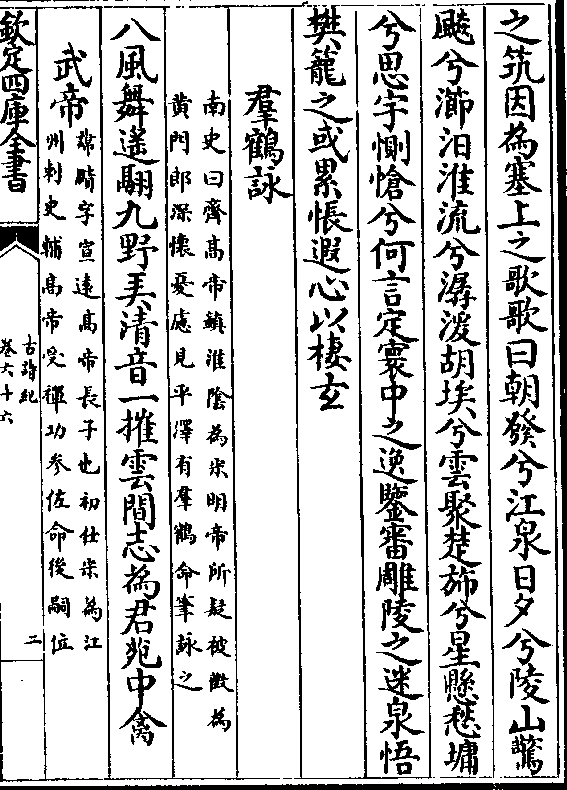 之筑因為塞上之歌歌曰朝發兮江泉日夕兮陵山驚
飈兮瀄汨淮流兮潺湲胡埃兮雲聚楚斾兮星懸愁墉
兮思宇惻愴兮何言定寰中之逸鑒審雕陵之迷泉悟
樊籠之或累悵遐心以棲玄
羣鶴詠
南史曰齊高帝鎮淮隂為宋明帝所疑被徵為
黄門郎深懷憂慮見平澤有羣鶴命筆詠之
八風舞遥翮九野弄清音一摧雲間志為君苑中禽
武帝
諱賾字宣遠高帝長子也初仕宋為江
州刺史輔高帝受禪功參佐命後嗣位
欽定四庫全書
古詩紀
卷六十六
二